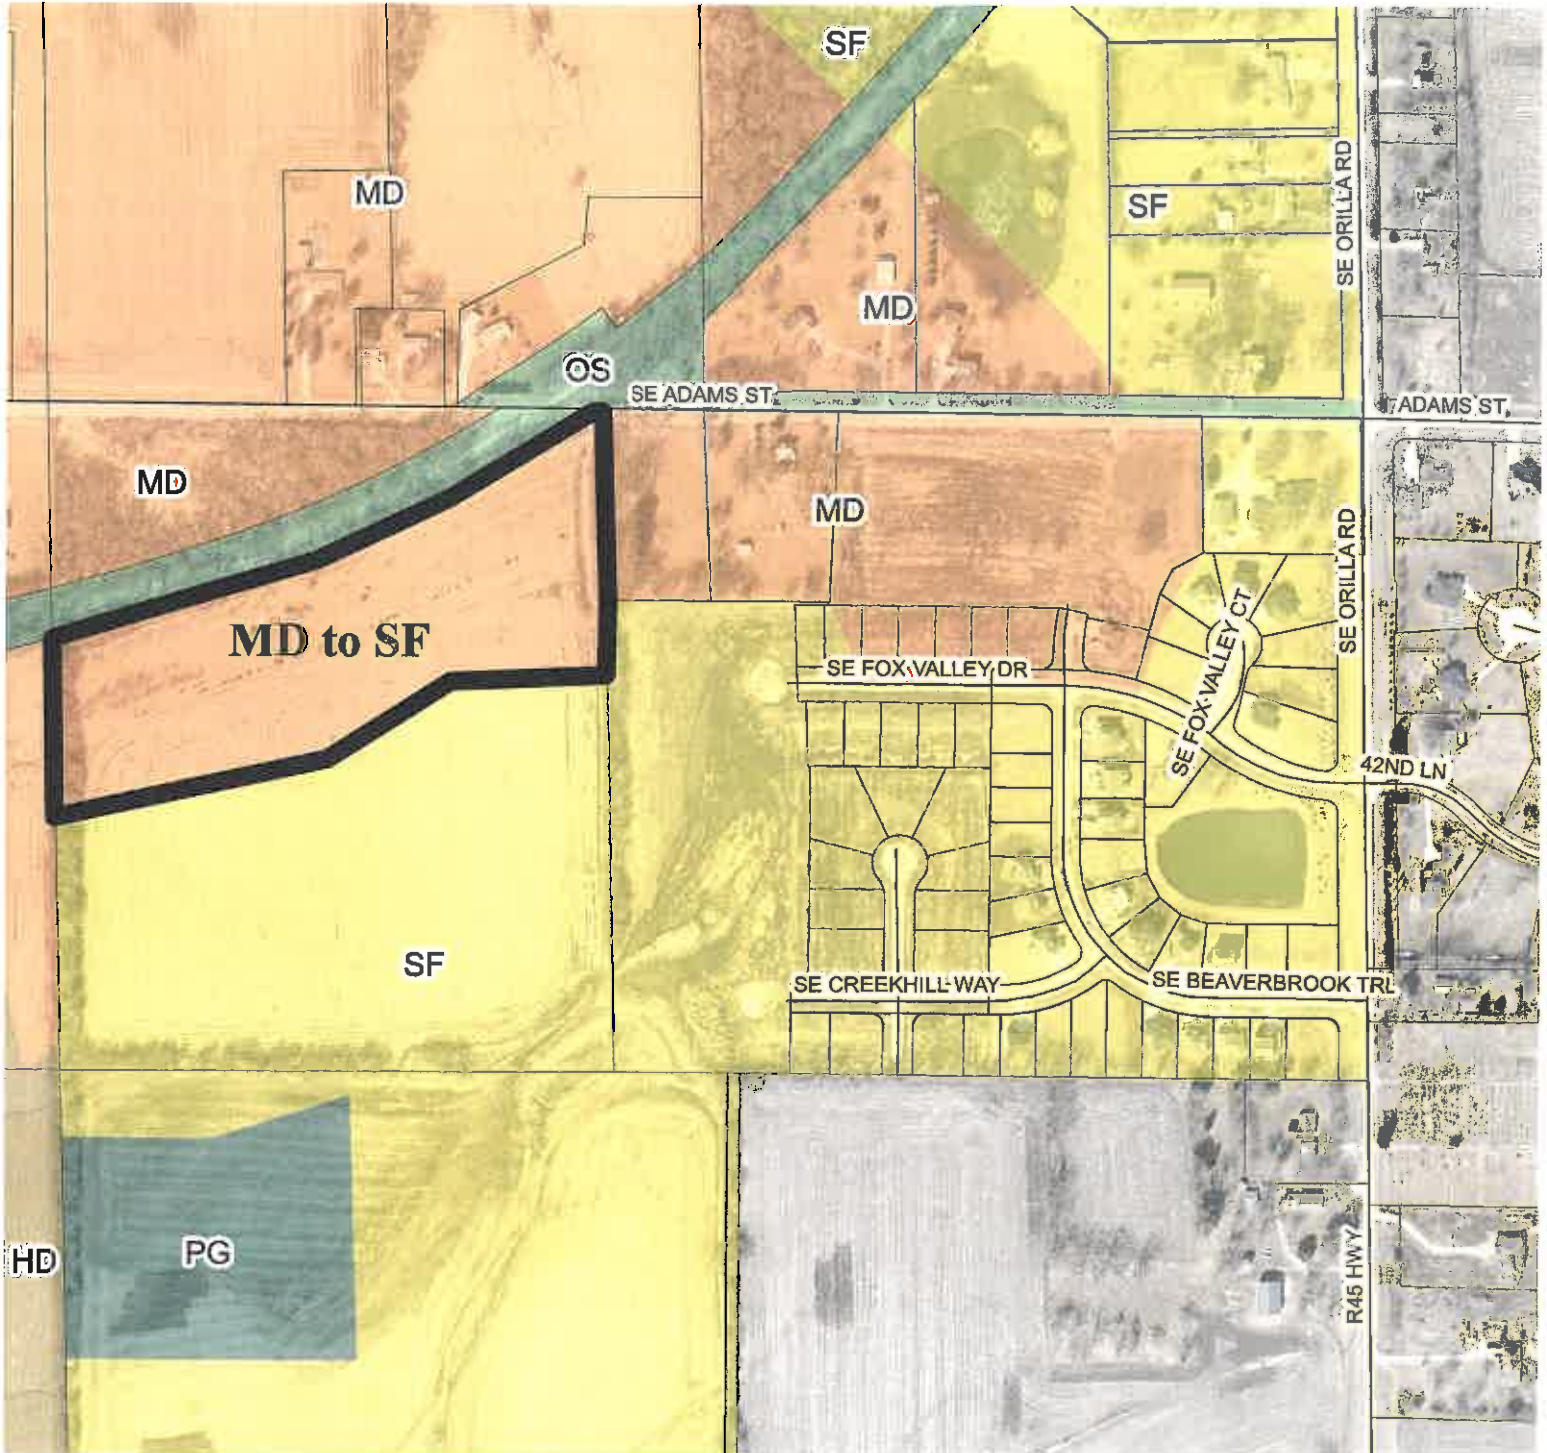 SF
MD
SE ORILLA RD
SF
MD
OS
SE ADAMS ST
ADAMS ST
MD
MD
SE ORILLA RD
MD to SF
SE FOX VALLEY CT
SE FOX VALLEY DR
42ND LN
SF
SE CREEKHILL WAY
SE BEAVERBROOK TRL
HD
PG
R45 HWY